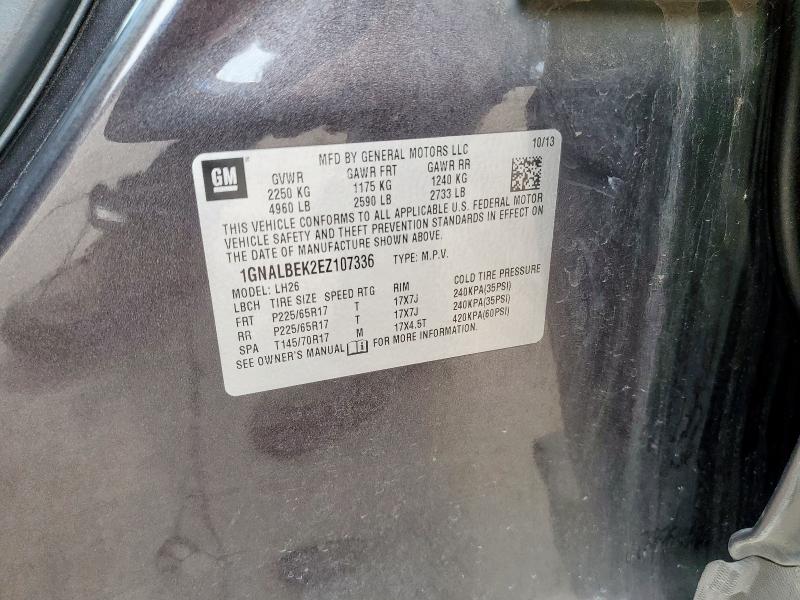 GM
MFD BY GENERAL MOTORS LLC 10/13
GVWR GAWR FRT GAWR RR
2250 KG 1175 KG 1240 KG
4960 LB 2590 LB 2733 LB
THIS VEHICLE CONFORMS TO ALL APPLICABLE U.S. FEDERAL MOTOR
VEHICLE SAFETY AND THEFT PREVENTION STANDARDS IN EFFECT ON
THE DATE OF MANUFACTURE SHOWN ABOVE.
1GNALBEK2EZ107336 TYPE: M.P.V.
MODEL: LH26
LBCH TIRE SIZE SPEED RTG RIM COLD TIRE PRESSURE
FRT P225/65R17 T 17X7J 240KPA(35PSI)
RR P225/65R17 T 17X7J 240KPA(35PSI)
SPA T145/70R17 M 17X4.5T 420KPA(60PSI)
SEE OWNER'S MANUAL FOR MORE INFORMATION.